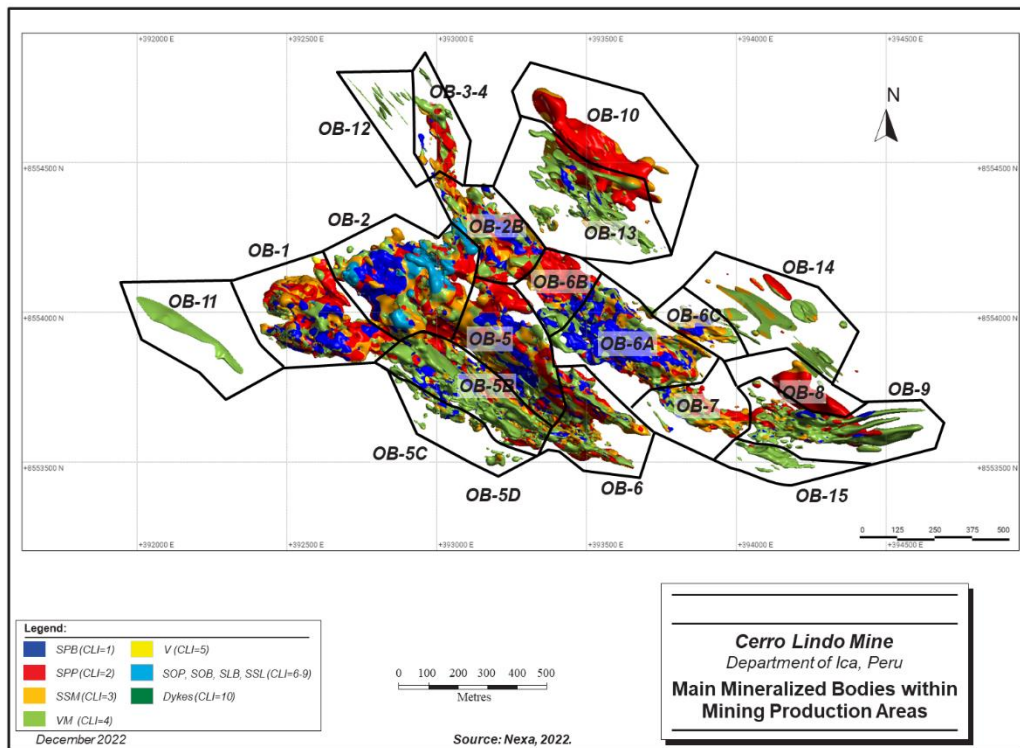 +392000 E
+392500 E
+393000 E
+393500 E
+394000 E
+394500 E
OB-3-4
OB-12
OB-10
N
+8554500 N
+8554500 N
OB-2
OB-2B
OB-13
OB-1
OB-6B
OB-14
OB-11
OB-6C
+8554000 N
+8554000 N
OB-5
OB-6A
OB-5B
OB-8
OB-9
OB-7
OB-5C
+8553500 N
+8553500 N
OB-5D
OB-6
OB-15
0 125 250 375 500
+392000 E
+392500 E
+393000 E
+393500 E
+394000 E
+394500 E
Legend:
SPB (CLI=1)
V (CLI=5)
SPP (CLI=2)
SOP, SOB, SLB, SSL (CLI=6-9)
SSM (CLI=3)
Dykes (CLI=10)
VM (CLI=4)
0 100 200 300 400 500
Metres
Cerro Lindo Mine
Department of Ica, Peru
Main Mineralized Bodies within
Mining Production Areas
December 2022
Source: Nexa, 2022.